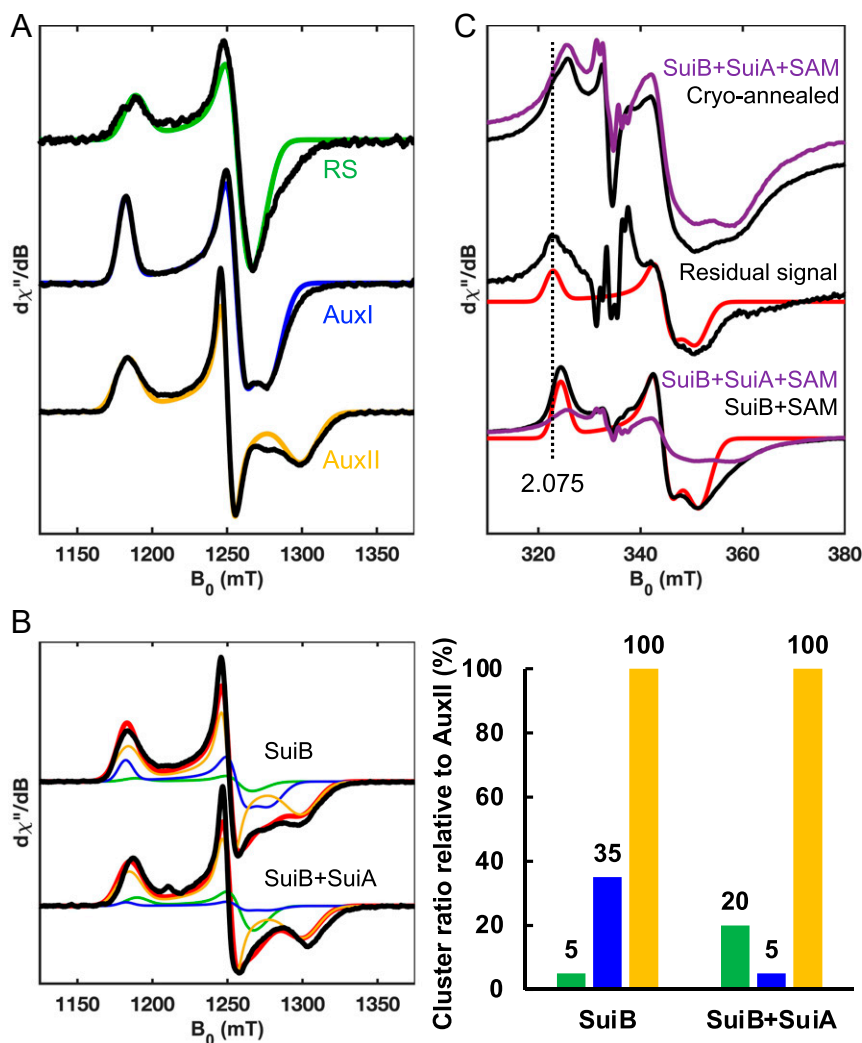 A
RS
AuxI
AuxII
dχ''/dB
1150 1200 1250 1300 1350
B₀ (mT)
C
SuiB+SuiA+SAM
Cryo-annealed
Residual signal
SuiB+SuiA+SAM
SuiB+SAM
2.075
dχ''/dB
320 340 360 380
B₀ (mT)
B
SuiB
SuiB+SuiA
dχ''/dB
1150 1200 1250 1300 1350
B₀ (mT)
Cluster ratio relative to AuxII (%)
100
80
60
40
20
0
5 35 100
20 5 100
SuiB SuiB+SuiA